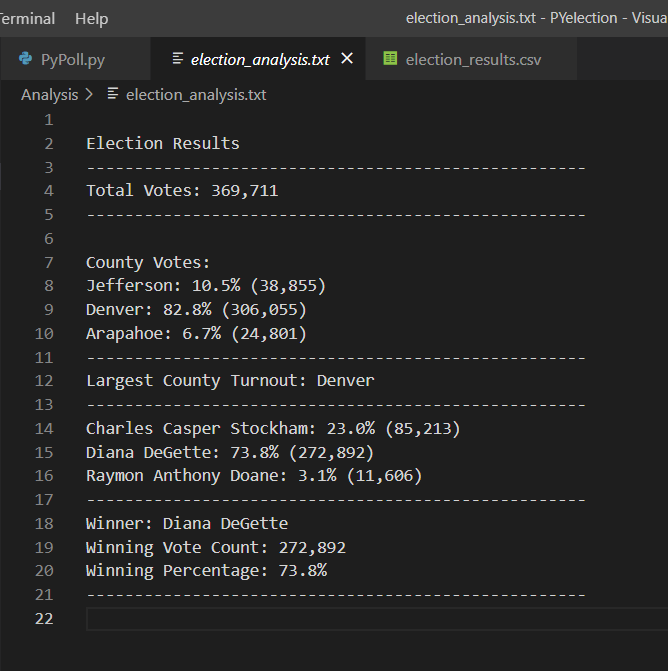 Terminal Help election_analysis.txt - PYelection - Visua
PyPoll.py election_analysis.txt election_results.csv
Analysis > election_analysis.txt
1
2 Election Results
3 ----------------------------------------------------
4 Total Votes: 369,711
5 ----------------------------------------------------
6
7 County Votes:
8 Jefferson: 10.5% (38,855)
9 Denver: 82.8% (306,055)
10 Arapahoe: 6.7% (24,801)
11 ----------------------------------------------------
12 Largest County Turnout: Denver
13 ----------------------------------------------------
14 Charles Casper Stockham: 23.0% (85,213)
15 Diana DeGette: 73.8% (272,892)
16 Raymon Anthony Doane: 3.1% (11,606)
17 ----------------------------------------------------
18 Winner: Diana DeGette
19 Winning Vote Count: 272,892
20 Winning Percentage: 73.8%
21 ----------------------------------------------------
22